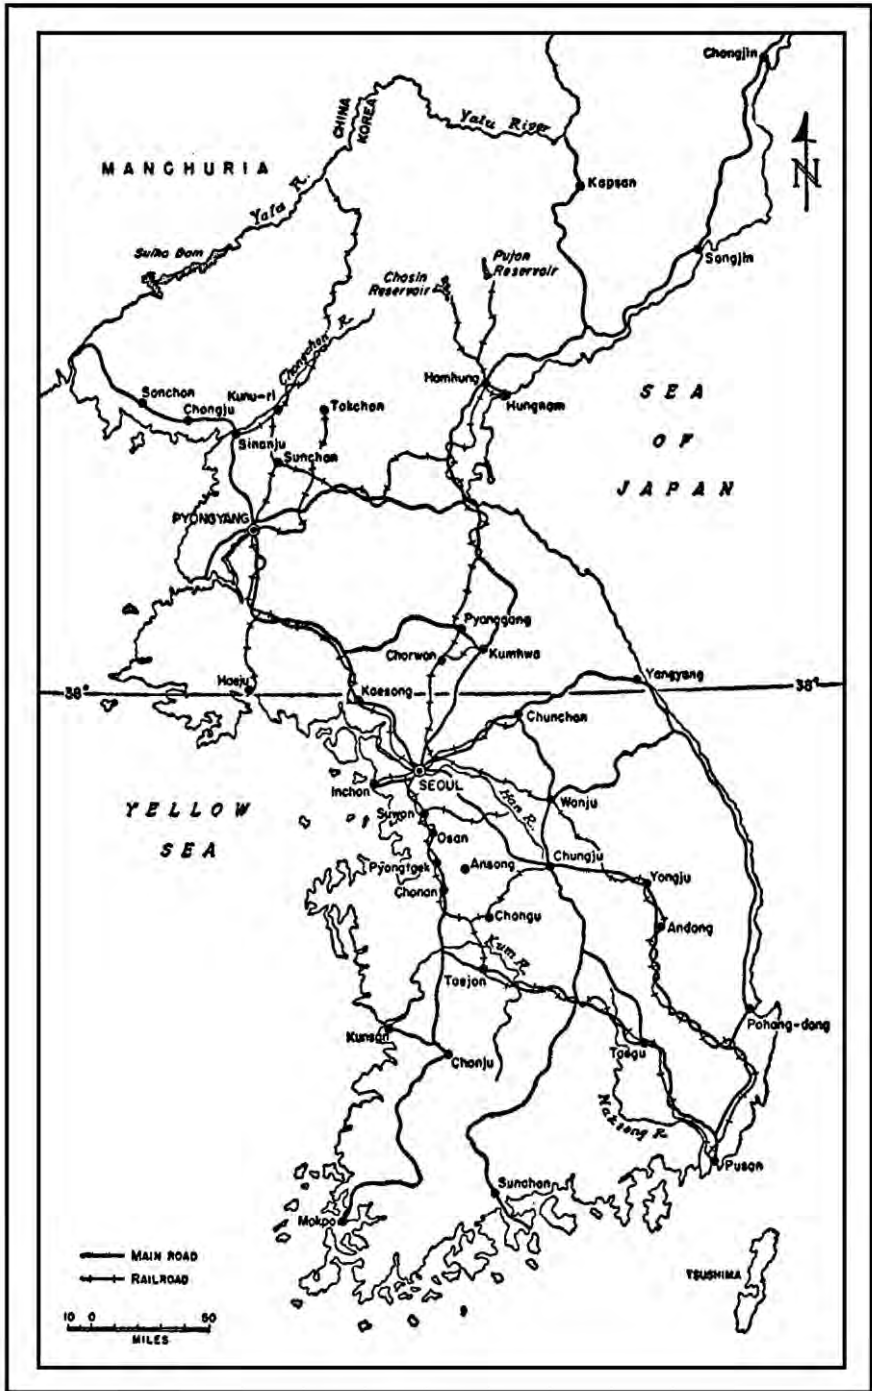 Chongjin
CHINA
KOREA
Yalu River
MANCHURIA
Yalu R.
N
Kapsan
Suiho Dam
Songjin
Pujon
Reservoir
Chosin
Reservoir
Chongchon R.
Hamhung
Hungnam
Sonchon
Chongju
Kunu-ri
Tokchon
SEA
OF
JAPAN
Sinanju
Sunchon
PYONGYANG
Pyonggang
Chorwon
Kumhwa
Haeju
Yangyang
38°
38°
Kaesong
Chunchon
SEOUL
Inchon
Han R.
Wonju
YELLOW
SEA
Suwon
Osan
Pyongtaek
Ansong
Chungju
Chonan
Yongju
Chongu
Andong
Kum R.
Taejon
Kunsan
Chonju
Taegu
Pohang-dong
Naktong R.
Pusan
Sunchon
Mokpo
TSUSHIMA
MAIN ROAD
RAILROAD
10 0 50
MILES